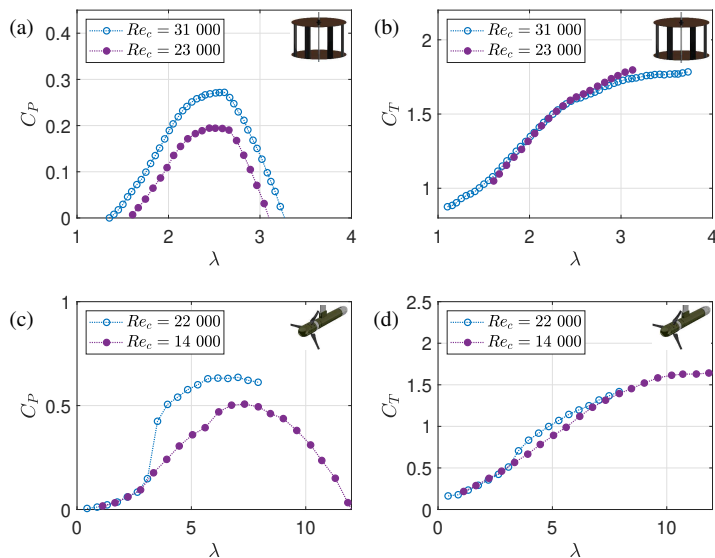 (a)
Re_c = 31 000
Re_c = 23 000
0.4
0.3
0.2
0.1
0
C_P
1 2 3 4
λ
(b)
Re_c = 31 000
Re_c = 23 000
2
1.5
1
C_T
1 2 3 4
λ
(c)
Re_c = 22 000
Re_c = 14 000
1
0.5
0
C_P
0 5 10
λ
(d)
Re_c = 22 000
Re_c = 14 000
2.5
2
1.5
1
0.5
0
C_T
0 5 10
λ